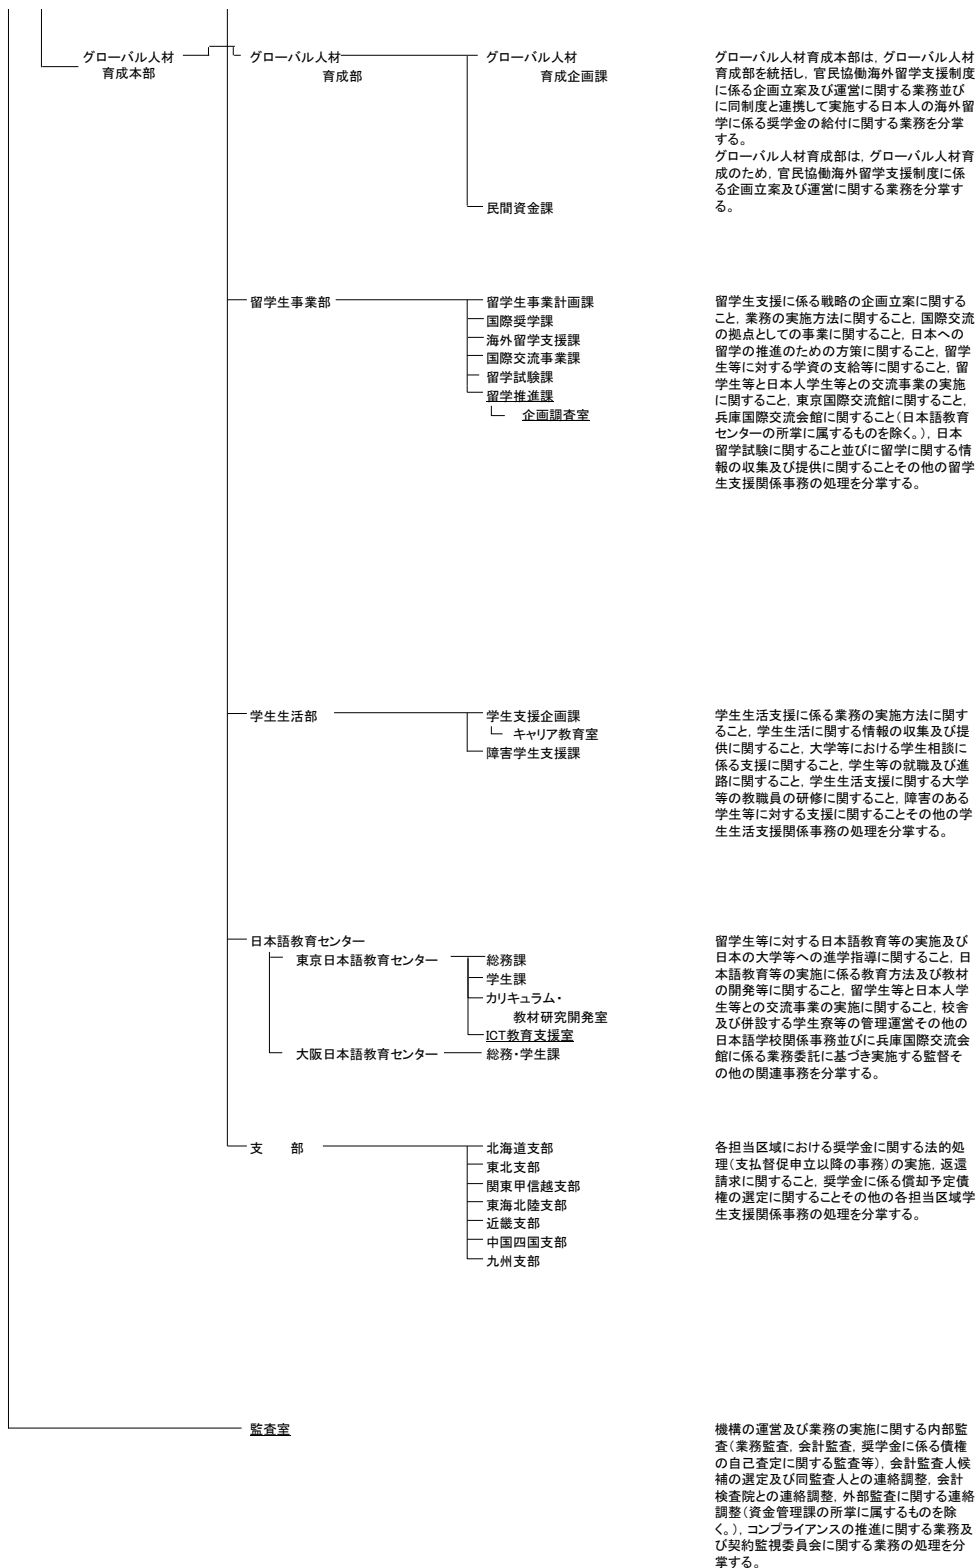 グローバル人材
育成本部
グローバル人材
育成部
グローバル人材
育成企画課
民間資金課
グローバル人材育成本部は，グローバル人材
育成部を統括し，官民協働海外留学支援制度
に係る企画立案及び運営に関する業務並び
に同制度と連携して実施する日本人の海外留
学に係る奨学金の給付に関する業務を分掌
する。
グローバル人材育成部は，グローバル人材育
成のため，官民協働海外留学支援制度に係
る企画立案及び運営に関する業務を分掌す
る。
留学生事業部
留学生事業計画課
国際奨学課
海外留学支援課
国際交流事業課
留学試験課
留学推進課
企画調査室
留学生支援に係る戦略の企画立案に関する
こと，業務の実施方法に関すること，国際交流
の拠点としての事業に関すること，日本への
留学の推進のための方策に関すること，留学
生等に対する学資の支給等に関すること，留
学生等と日本人学生等との交流事業の実施
に関すること，東京国際交流館に関すること，
兵庫国際交流会館に関すること（日本語教育
センターの所掌に属するものを除く。），日本
留学試験に関すること並びに留学に関する情
報の収集及び提供に関することその他の留学
生支援関係事務の処理を分掌する。
学生生活部
学生支援企画課
キャリア教育室
障害学生支援課
学生生活支援に係る業務の実施方法に関す
ること，学生生活に関する情報の収集及び提
供に関すること，大学等における学生相談に
係る支援に関すること，学生等の就職及び進
路に関すること，学生生活支援に関する大学
等の教職員の研修に関すること，障害のある
学生等に対する支援に関することその他の学
生生活支援関係事務の処理を分掌する。
日本語教育センター
東京日本語教育センター
総務課
学生課
カリキュラム・
教材研究開発室
ICT教育支援室
大阪日本語教育センター
総務・学生課
留学生等に対する日本語教育等の実施及び
日本の大学等への進学指導に関すること，日
本語教育等の実施に係る教育方法及び教材
の開発等に関すること，留学生等と日本人学
生等との交流事業の実施に関すること，校舎
及び併設する学生寮等の管理運営その他の
日本語学校関係事務並びに兵庫国際交流会
館に係る業務委託に基づき実施する監督そ
の他の関連事務を分掌する。
支　部
北海道支部
東北支部
関東甲信越支部
東海北陸支部
近畿支部
中国四国支部
九州支部
各担当区域における奨学金に関する法的処
理（支払督促申立以降の事務）の実施，返還
請求に関すること，奨学金に係る償却予定債
権の選定に関することその他の各担当区域学
生支援関係事務の処理を分掌する。
監査室
機構の運営及び業務の実施に関する内部監
査（業務監査，会計監査，奨学金に係る債権
の自己査定に関する監査等），会計監査人候
補の選定及び同監査人との連絡調整，会計
検査院との連絡調整，外部監査に関する連絡
調整（資金管理課の所掌に属するものを除
く。），コンプライアンスの推進に関する業務及
び契約監視委員会に関する業務の処理を分
掌する。